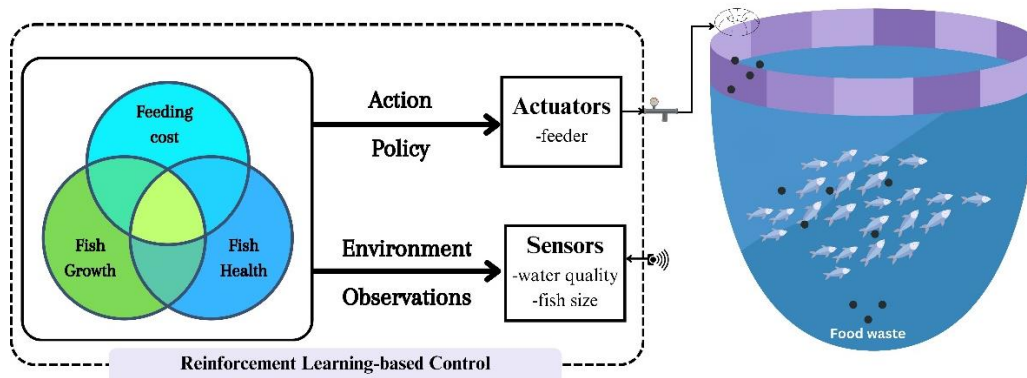 Feeding
cost
Fish
Growth
Fish
Health
Action
Policy
Environment
Observations
Actuators
-feeder
Sensors
-water quality
-fish size
Reinforcement Learning-based Control
Food waste